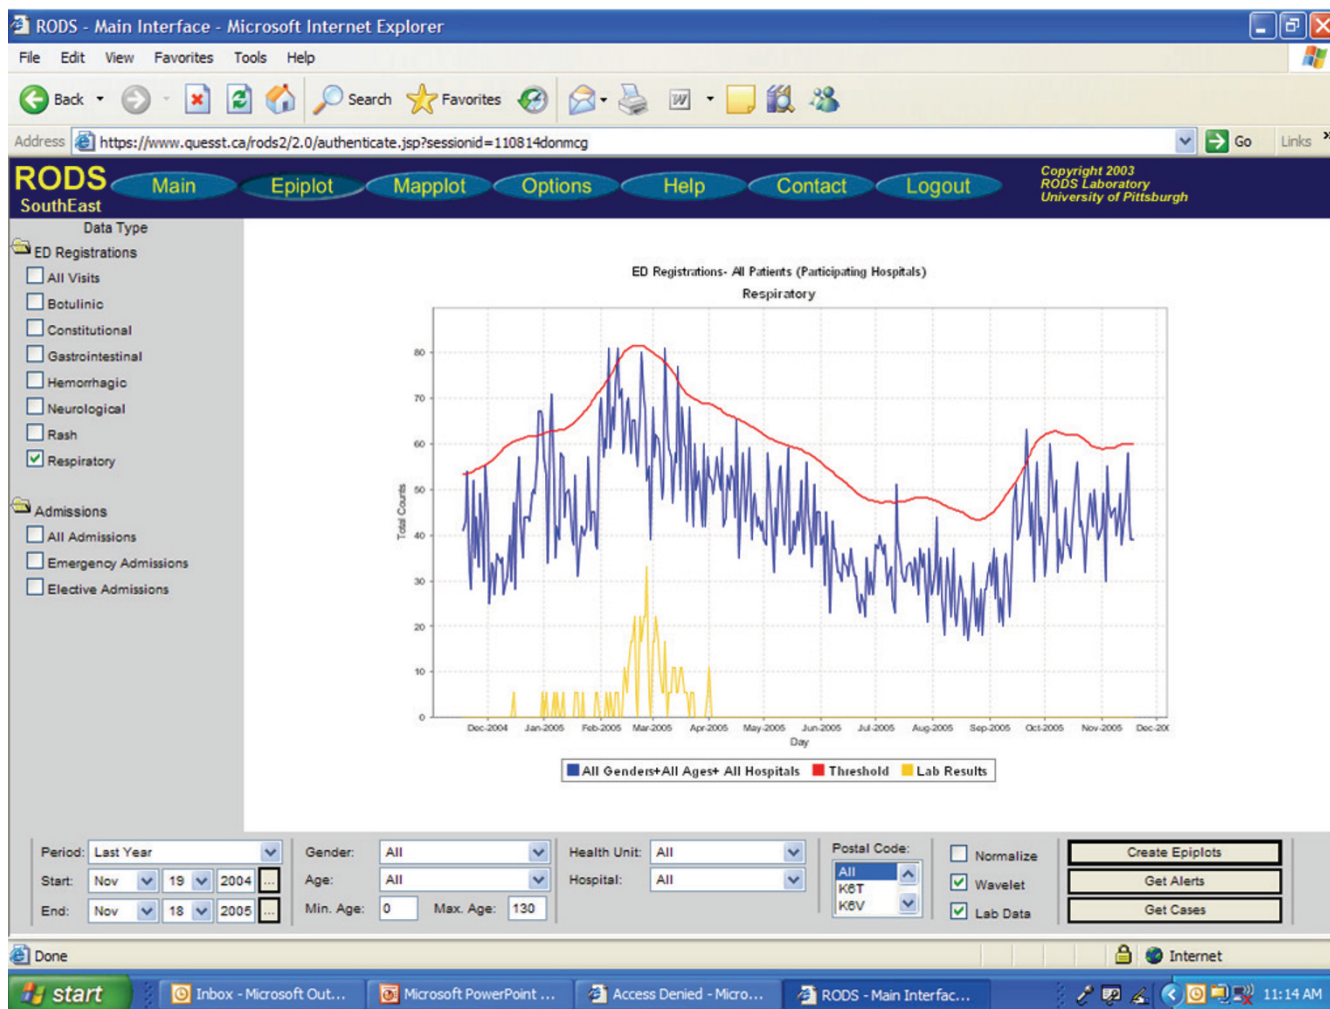 RODS - Main Interface - Microsoft Internet Explorer
File Edit View Favorites Tools Help
Back Search Favorites
Address https://www.quesst.ca/rods2/2.0/authenticate.jsp?sessionid=110814donmcg Go Links »
RODS
SouthEast
Main Epiplot Mapplot Options Help Contact Logout
Copyright 2003
RODS Laboratory
University of Pittsburgh
Data Type
ED Registrations
All Visits
Botulinic
Constitutional
Gastrointestinal
Hemorrhagic
Neurological
Rash
Respiratory
Admissions
All Admissions
Emergency Admissions
Elective Admissions
ED Registrations- All Patients (Participating Hospitals)
Respiratory
Total Counts
80
70
60
50
40
30
20
10
0
Dec-2004 Jan-2005 Feb-2005 Mar-2005 Apr-2005 May-2005 Jun-2005 Jul-2005 Aug-2005 Sep-2005 Oct-2005 Nov-2005 Dec-200
Day
All Genders+All Ages+ All Hospitals Threshold Lab Results
Period: Last Year
Start: Nov 19 2004 ...
End: Nov 18 2005 ...
Gender: All
Age: All
Min. Age: 0 Max. Age: 130
Health Unit: All
Hospital: All
Postal Code:
All
K6T
K6V
Normalize
Wavelet
Lab Data
Create Epiplots
Get Alerts
Get Cases
Done Internet
start Inbox - Microsoft Out... Microsoft PowerPoint ... Access Denied - Micro... RODS - Main Interfac... 11:14 AM